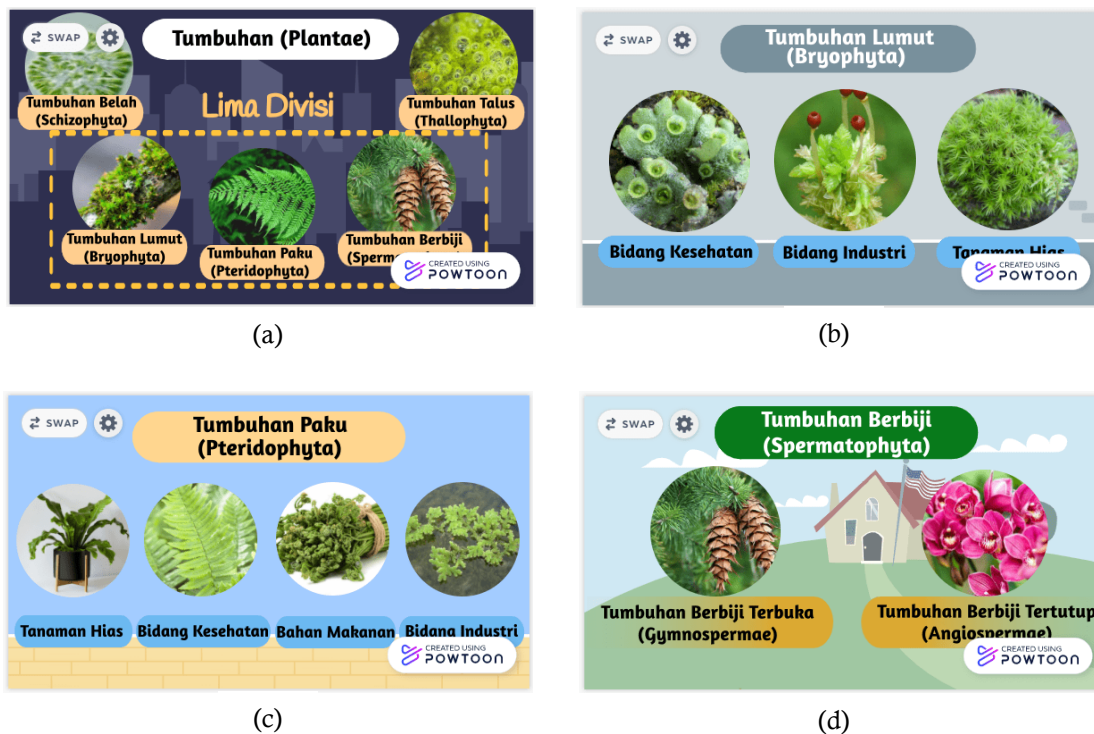 SWAP
Tumbuhan (Plantae)
Tumbuhan Belah
(Schizophyta)
Lima Divisi
Tumbuhan Talus
(Thallophyta)
Tumbuhan Lumut
(Bryophyta)
Tumbuhan Paku
(Pteridophyta)
Tumbuhan Berbiji
CREATED USING
POWTOON
(a)
SWAP
Tumbuhan Lumut
(Bryophyta)
Bidang Kesehatan
Bidang Industri
Tanaman Hias
CREATED USING
POWTOON
(b)
SWAP
Tumbuhan Paku
(Pteridophyta)
Tanaman Hias
Bidang Kesehatan
Bahan Makanan
Bidang Industri
CREATED USING
POWTOON
(c)
SWAP
Tumbuhan Berbiji
(Spermatophyta)
Tumbuhan Berbiji Terbuka
(Gymnospermae)
Tumbuhan Berbiji Tertutup
(Angiospermae)
CREATED USING
POWTOON
(d)